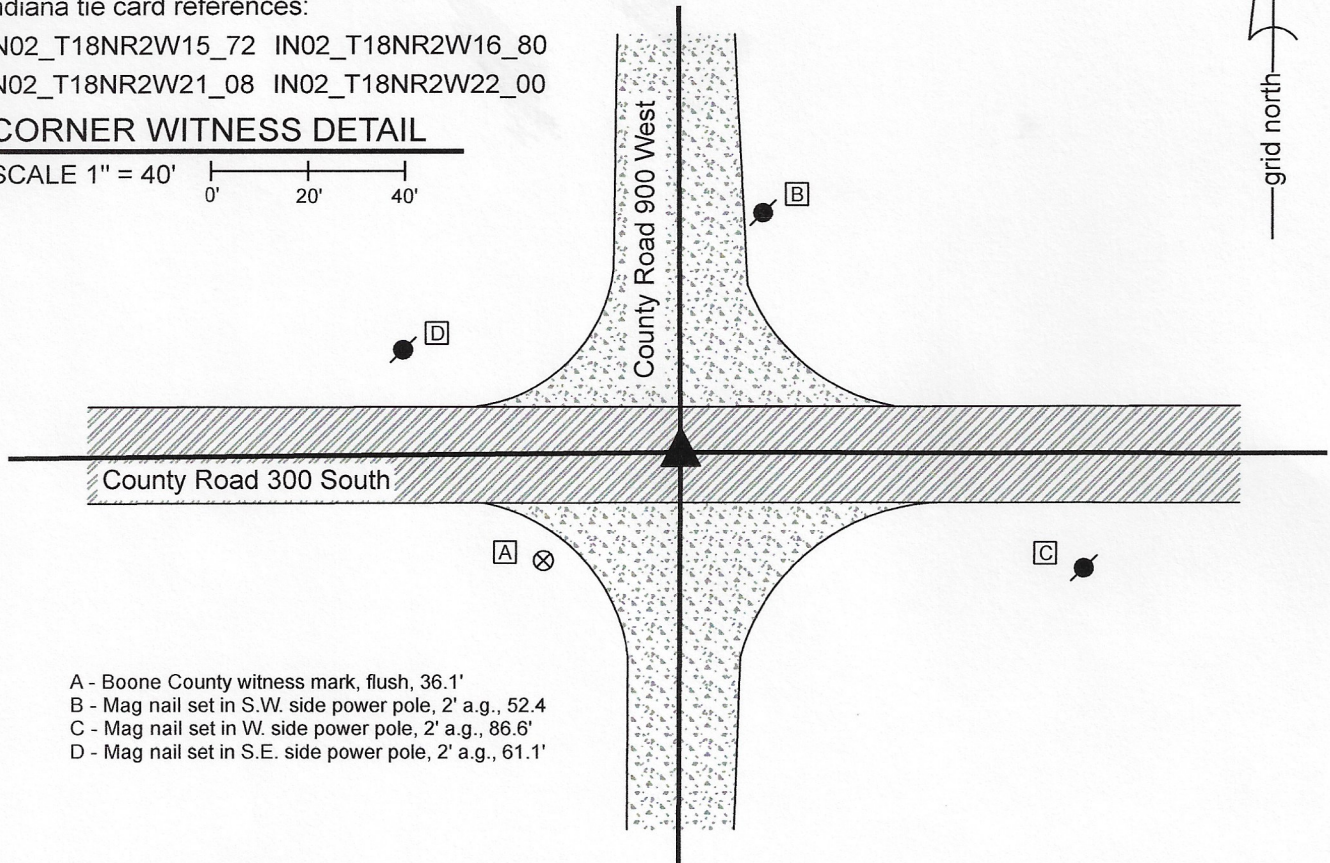 ndiana tie card references:
N02_T18NR2W15_72 IN02_T18NR2W16_80
N02_T18NR2W21_08 IN02_T18NR2W22_00
CORNER WITNESS DETAIL
SCALE 1" = 40'
0' 20' 40'
grid north
County Road 900 West
B
D
County Road 300 South
A
C
A - Boone County witness mark, flush, 36.1'
B - Mag nail set in S.W. side power pole, 2' a.g., 52.4
C - Mag nail set in W. side power pole, 2' a.g., 86.6'
D - Mag nail set in S.E. side power pole, 2' a.g., 61.1'